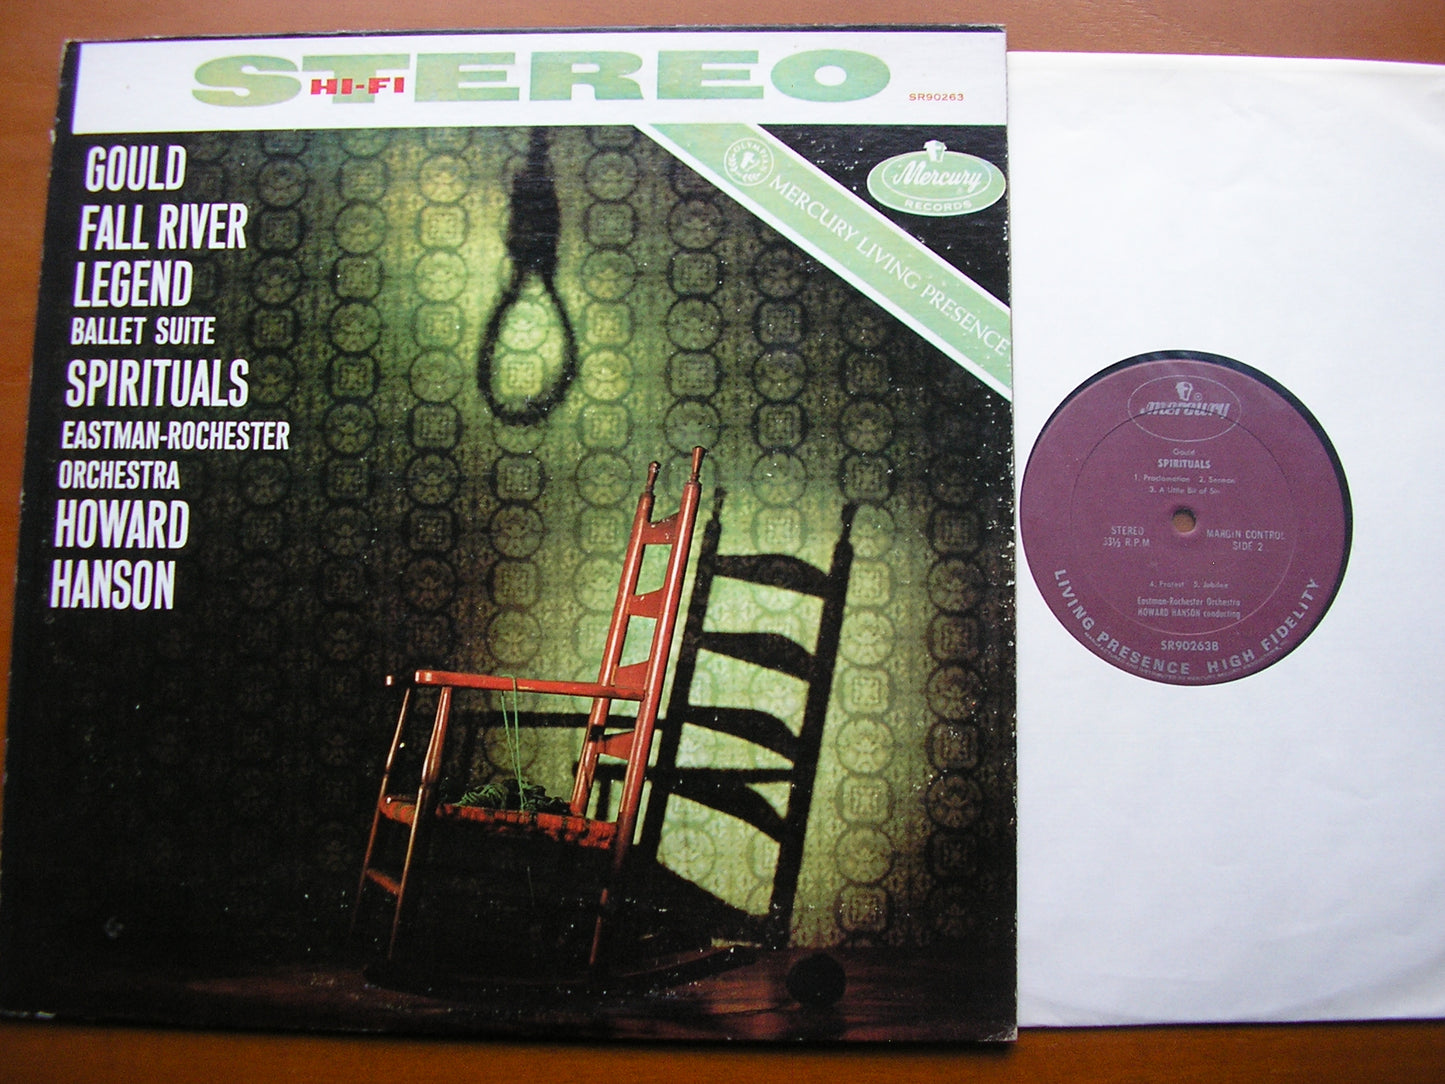 STEREO
HI-FI
SR90263
OLYMPIAN
MERCURY LIVING PRESENCE
Mercury
RECORDS
GOULD
FALL RIVER
LEGEND
BALLET SUITE
SPIRITUALS
EASTMAN-ROCHESTER
ORCHESTRA
HOWARD
HANSON
mercury
Gould
SPIRITUALS
1. Proclamation 2. Sermon
3. A Little Bit of Sin
STEREO
33⅓ R.P.M
MARGIN CONTROL
SIDE 2
4. Protest 5. Jubilee
Eastman-Rochester Orchestra
HOWARD HANSON conducting
SR90263B
LIVING PRESENCE HIGH FIDELITY